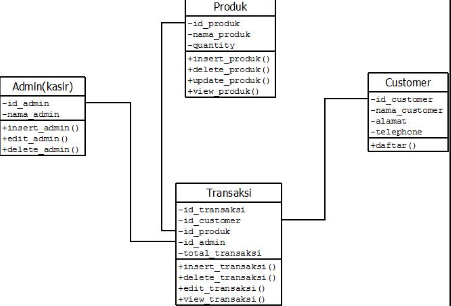 Produk
-id_produk
-nama_produk
-quantity
+insert_produk()
+delete_produk()
+update_produk()
+view_produk()
Admin(kasir)
-id_admin
-nama_admin
+insert_admin()
+edit_admin()
+delete_admin()
Customer
-id_customer
-nama_customer
-alamat
-telephone
+daftar()
Transaksi
-id_transaksi
-id_customer
-id_produk
-id_admin
-total_transaksi
+insert_transaksi()
+delete_transaksi()
+edit_transaksi()
+view_transaksi()